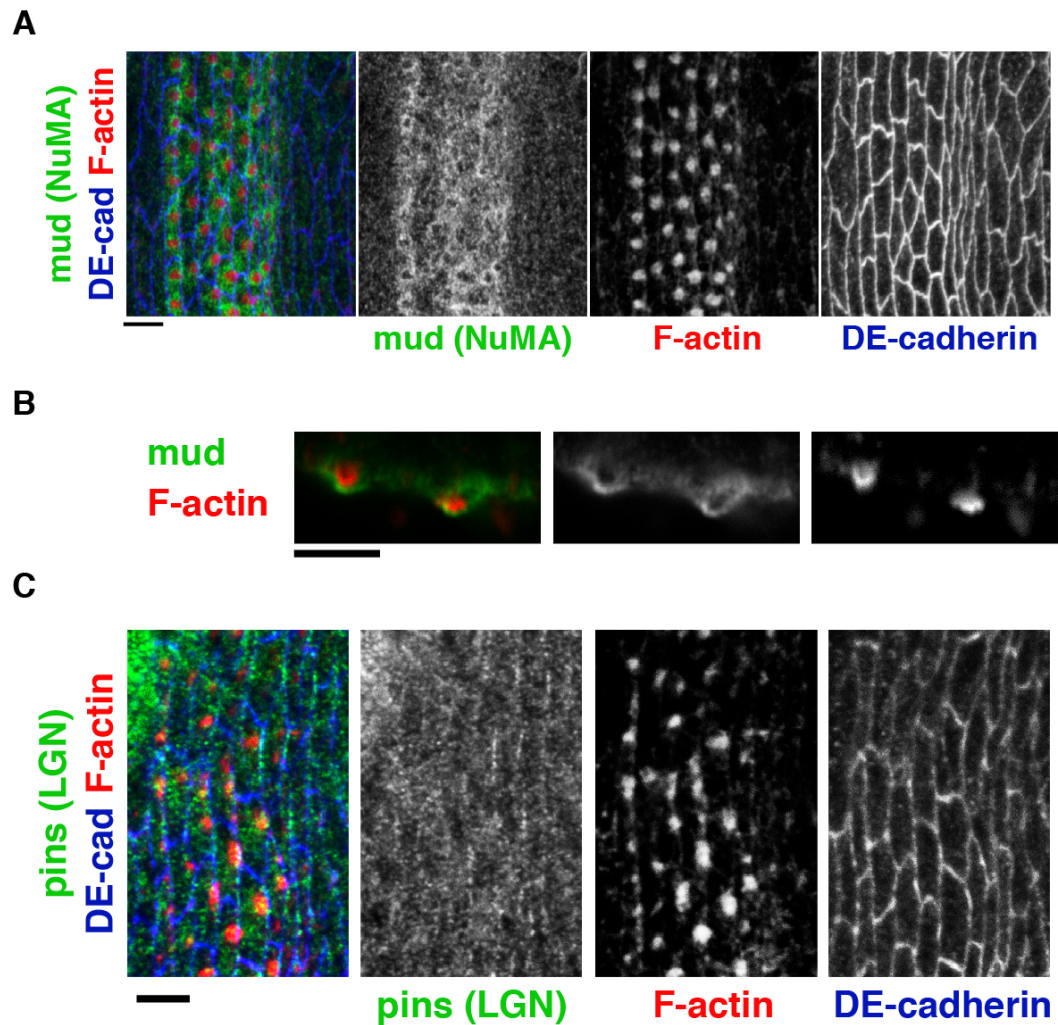 A
mud (NuMA)
DE-cad F-actin
mud (NuMA)
F-actin
DE-cadherin
B
mud
F-actin
C
pins (LGN)
DE-cad F-actin
pins (LGN)
F-actin
DE-cadherin